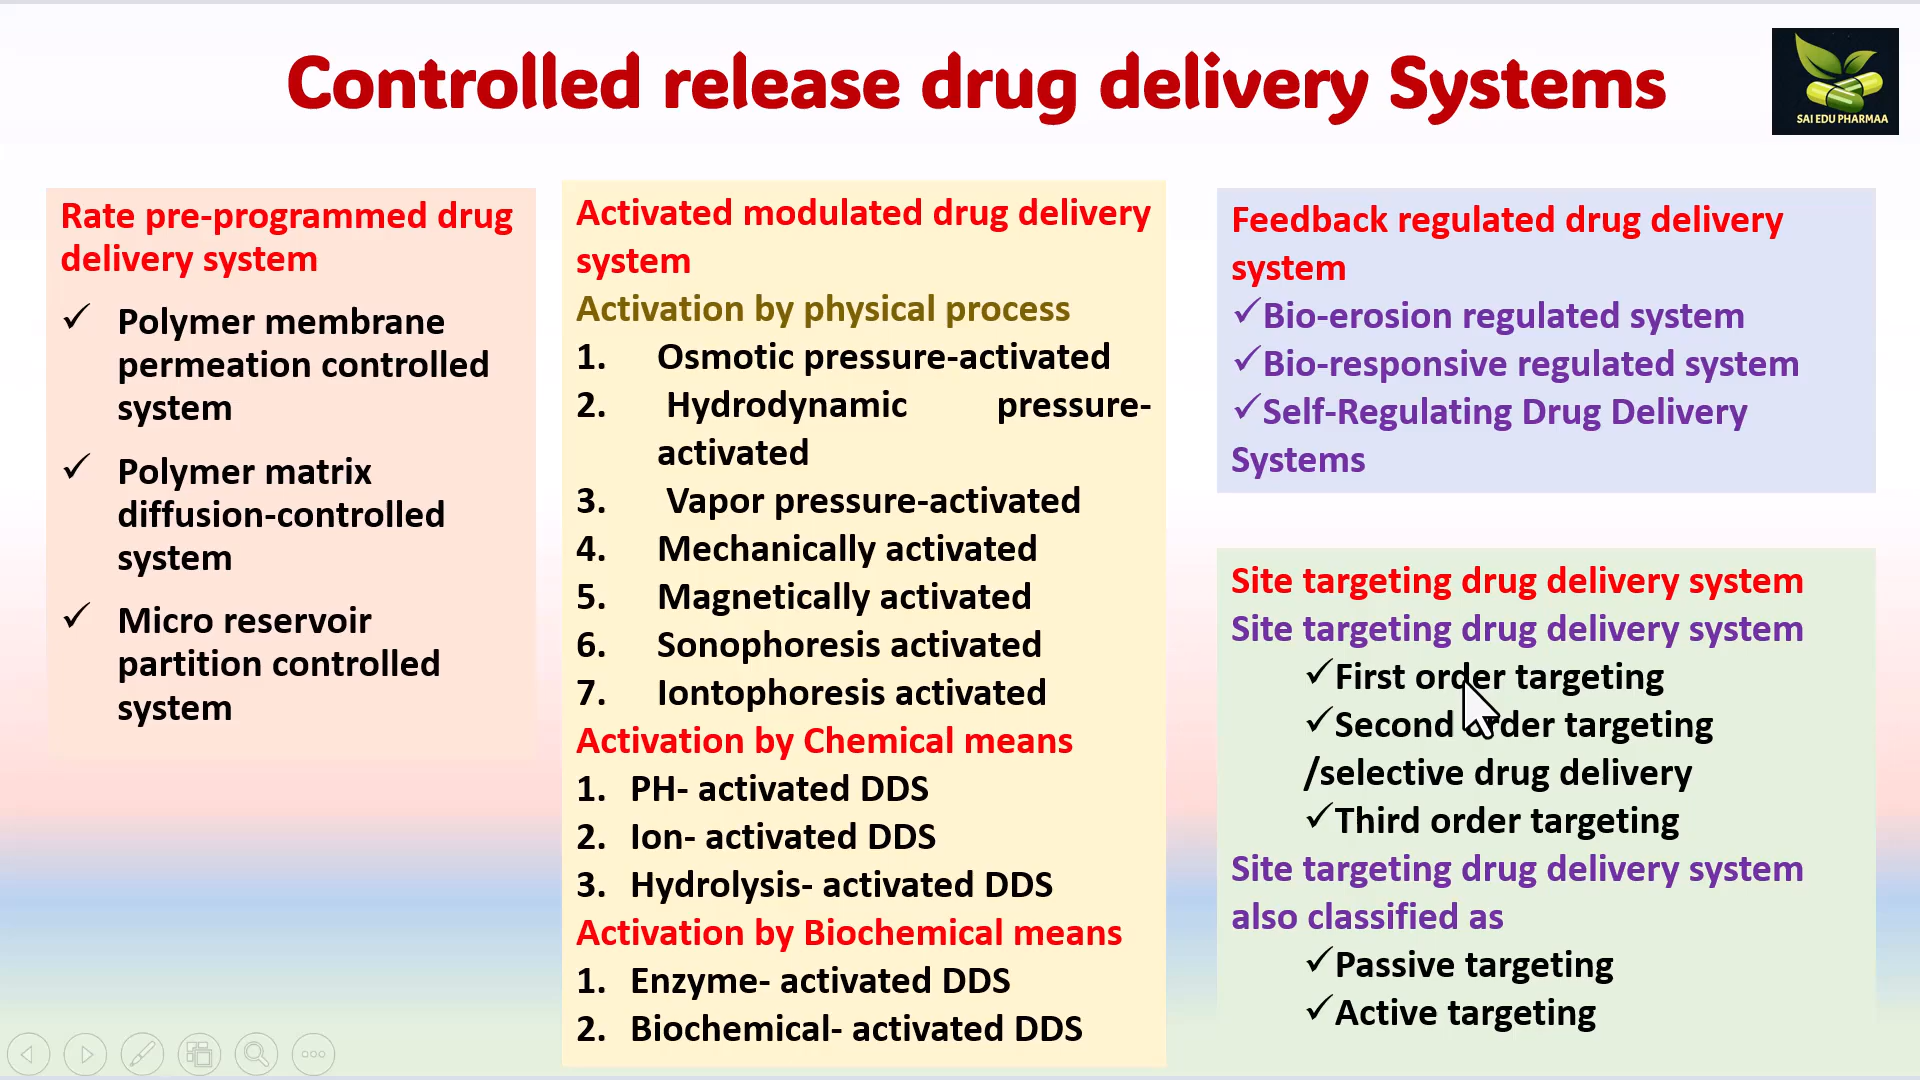 Controlled release drug delivery Systems
SAI EDU PHARMAA
Rate pre-programmed drug
delivery system
✓ Polymer membrane
permeation controlled
system
✓ Polymer matrix
diffusion-controlled
system
✓ Micro reservoir
partition controlled
system
Activated modulated drug delivery
system
Activation by physical process
1. Osmotic pressure-activated
2. Hydrodynamic pressure-
activated
3. Vapor pressure-activated
4. Mechanically activated
5. Magnetically activated
6. Sonophoresis activated
7. Iontophoresis activated
Activation by Chemical means
1. PH- activated DDS
2. Ion- activated DDS
3. Hydrolysis- activated DDS
Activation by Biochemical means
1. Enzyme- activated DDS
2. Biochemical- activated DDS
Feedback regulated drug delivery
system
✓Bio-erosion regulated system
✓Bio-responsive regulated system
✓Self-Regulating Drug Delivery
Systems
Site targeting drug delivery system
Site targeting drug delivery system
✓First order targeting
✓Second order targeting
/selective drug delivery
✓Third order targeting
Site targeting drug delivery system
also classified as
✓Passive targeting
✓Active targeting